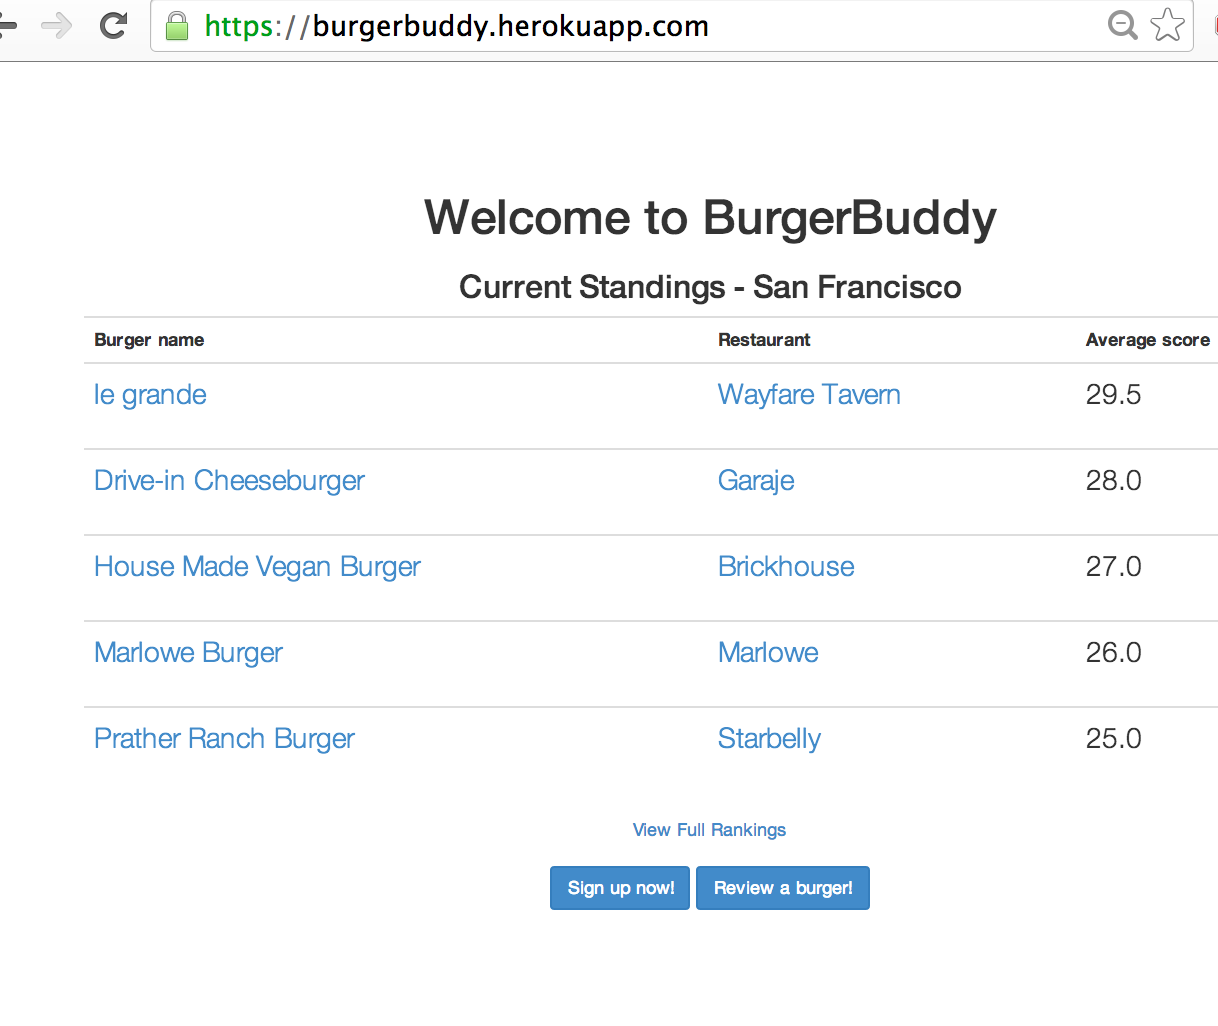 https://burgerbuddy.herokuapp.com
Welcome to BurgerBuddy
Current Standings - San Francisco
Burger name Restaurant Average score
le grande Wayfare Tavern 29.5
Drive-in Cheeseburger Garaje 28.0
House Made Vegan Burger Brickhouse 27.0
Marlowe Burger Marlowe 26.0
Prather Ranch Burger Starbelly 25.0
View Full Rankings
Sign up now! Review a burger!